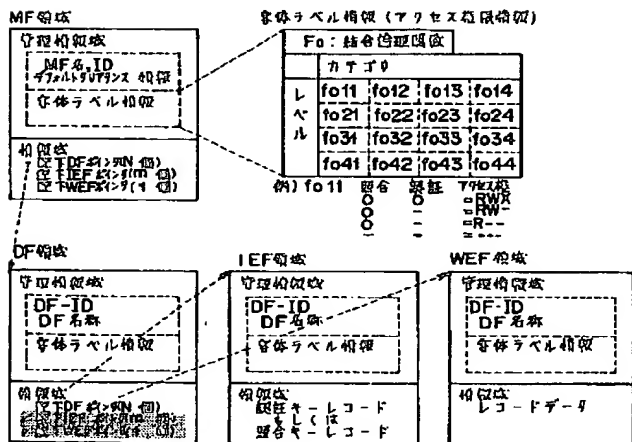 MF領域
管理情報域
MF名,ID
デフォルトクリアランス 情報
客体ラベル情報
情報域
配下DFポインタ(N 個)
配下IEFポインタ(m 個)
配下WEFポインタ( 個)
客体ラベル情報(アクセス権限情報)
Fo:結合管理関数
カテゴリ
レベル
fo11 fo12 fo13 fo14
fo21 fo22 fo23 fo24
fo31 fo32 fo33 fo34
fo41 fo42 fo43 fo44
例) fo11 照合 認証 アクセス権
○ ○ =RWX
○ - =RW-
○ - =R--
- - =---
DF領域
管理情報域
DF-ID
DF名称
客体ラベル情報
情報域
配下DFポインタ(N 個)
IEF領域
管理情報域
DF-ID
DF名称
客体ラベル情報
情報域
認証キーレコード
もしくは
照合キーレコード
WEF領域
管理情報域
DF-ID
DF名称
客体ラベル情報
情報域
レコードデータ